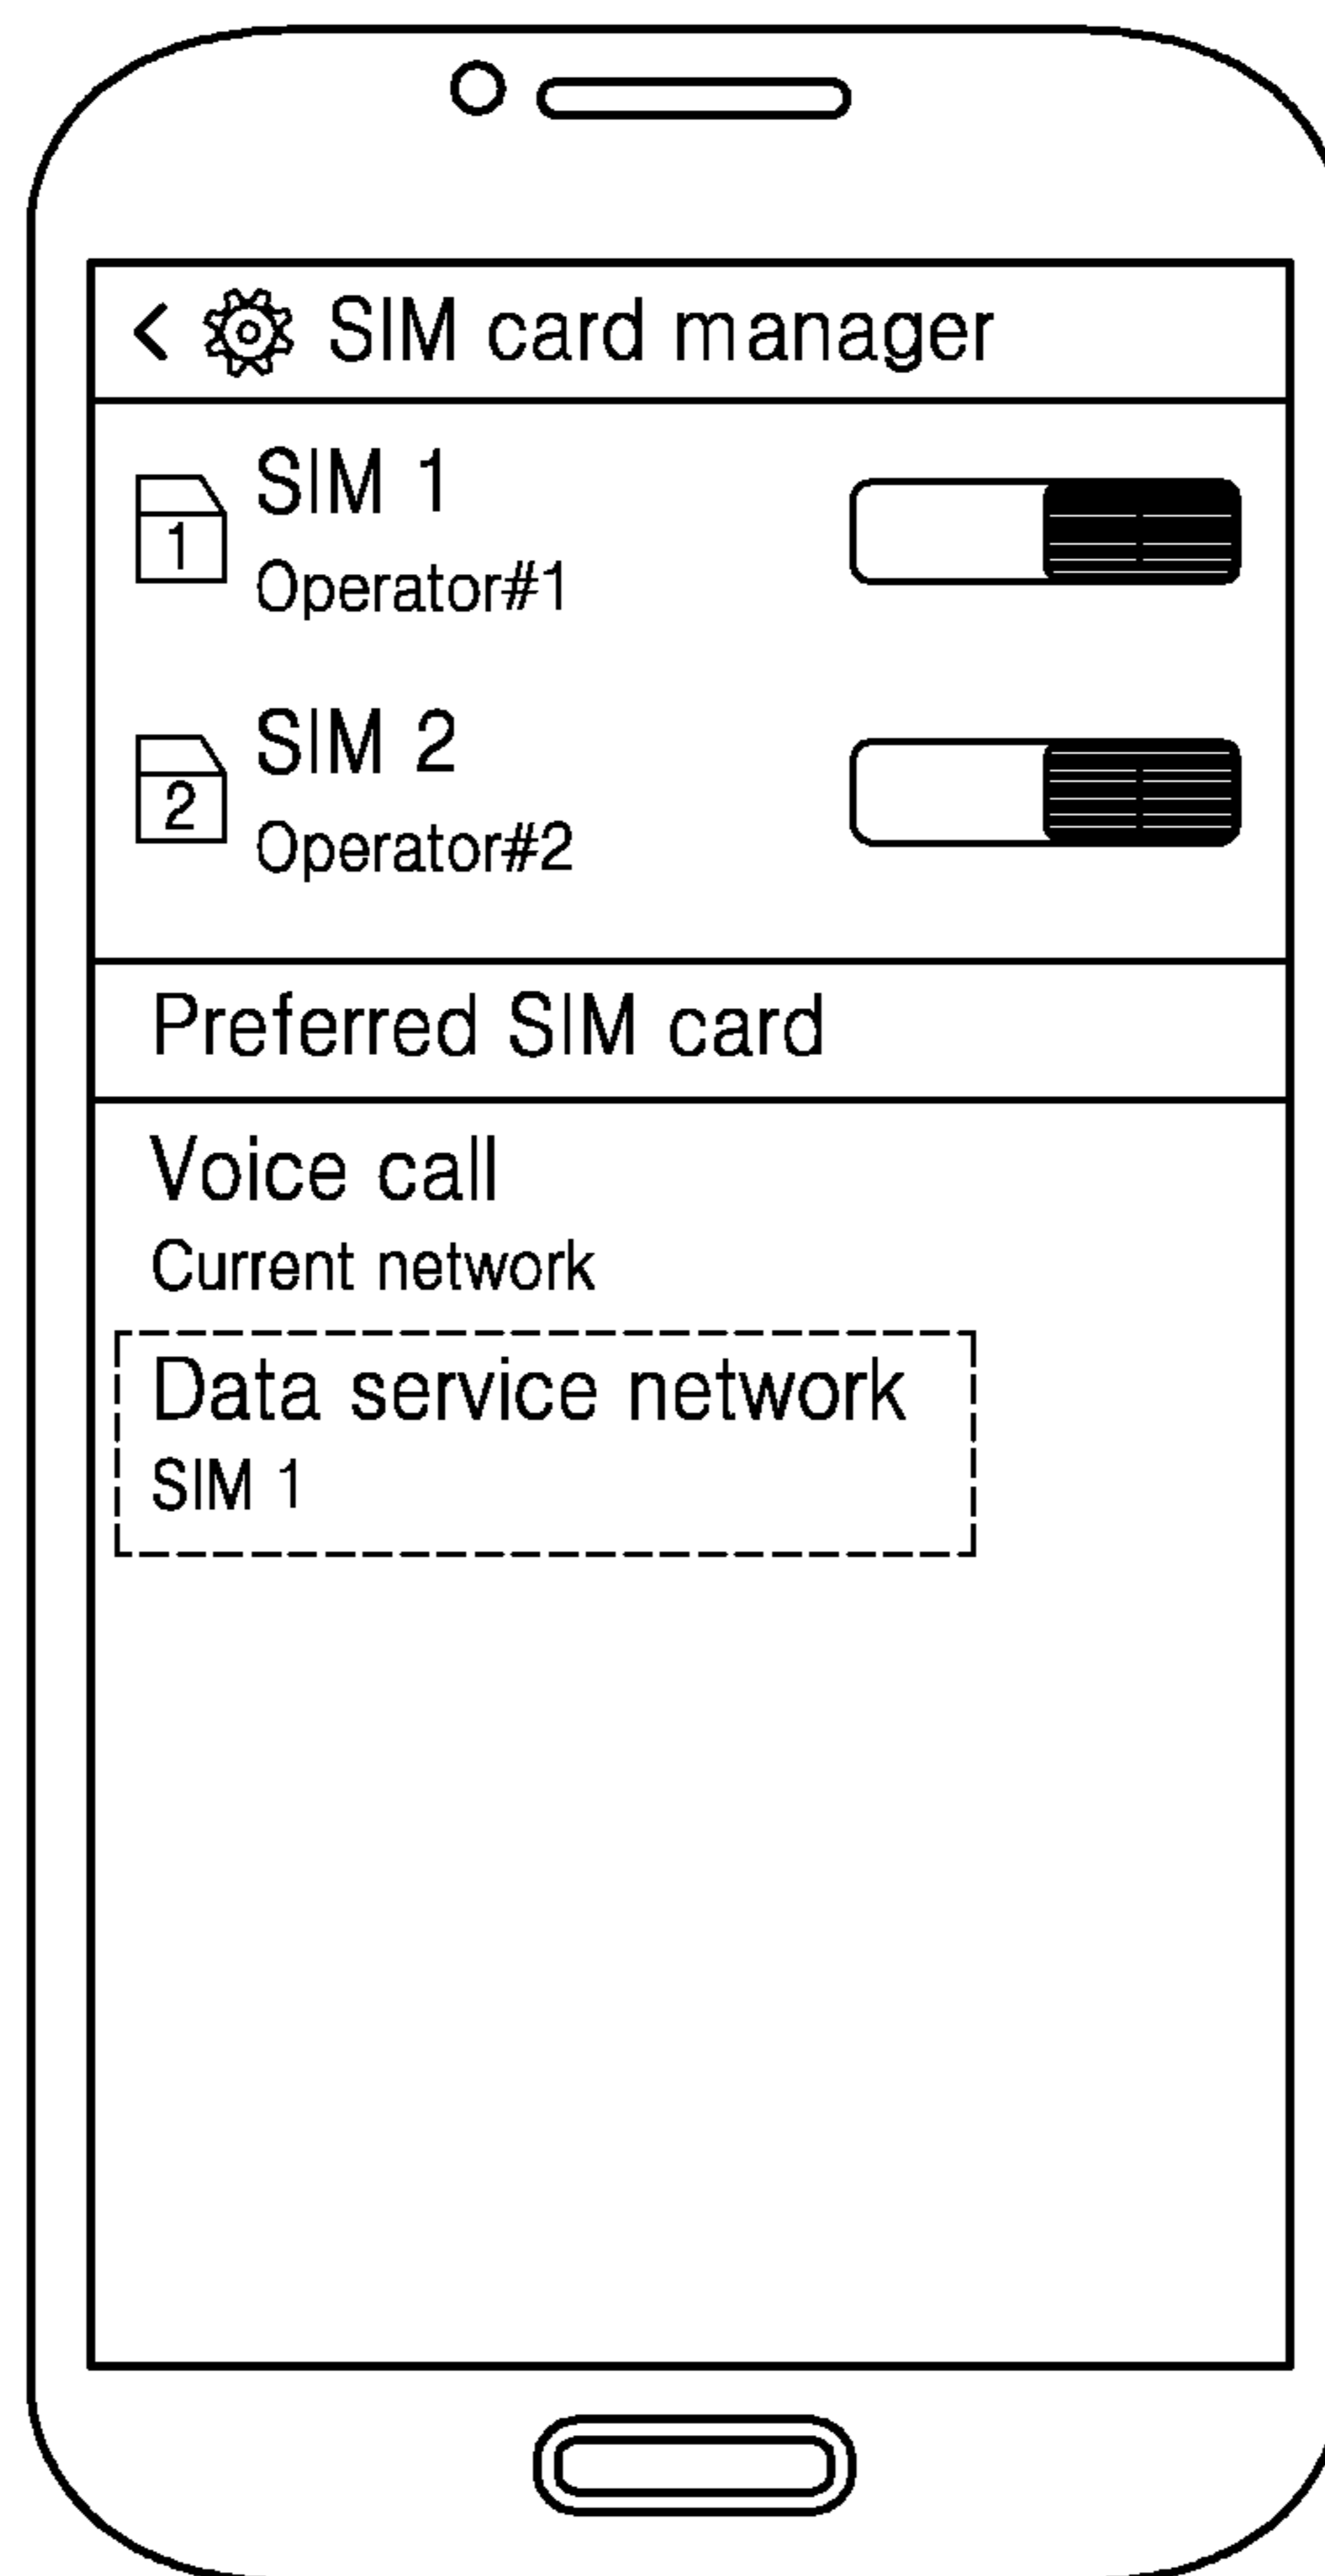 < SIM card manager
SIM 1
1
Operator#1
SIM 2
2
Operator#2
Preferred SIM card
Voice call
Current network
Data service network
SIM 1